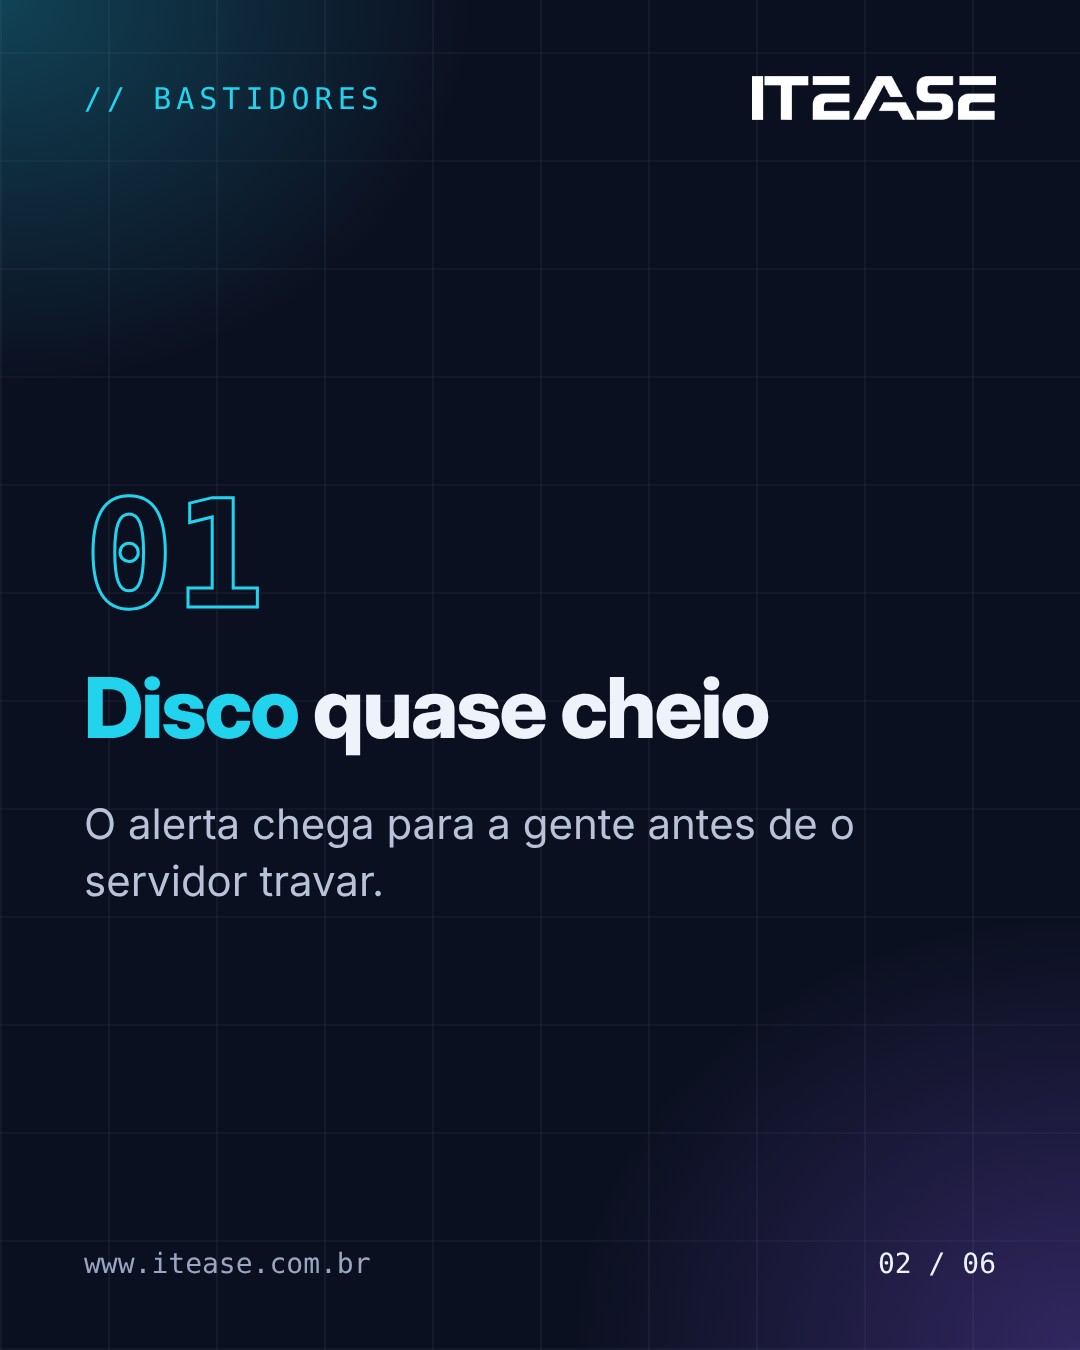 // BASTIDORES
ITEASE
01
Disco quase cheio
O alerta chega para a gente antes de o
servidor travar.
www.itease.com.br
02 / 06